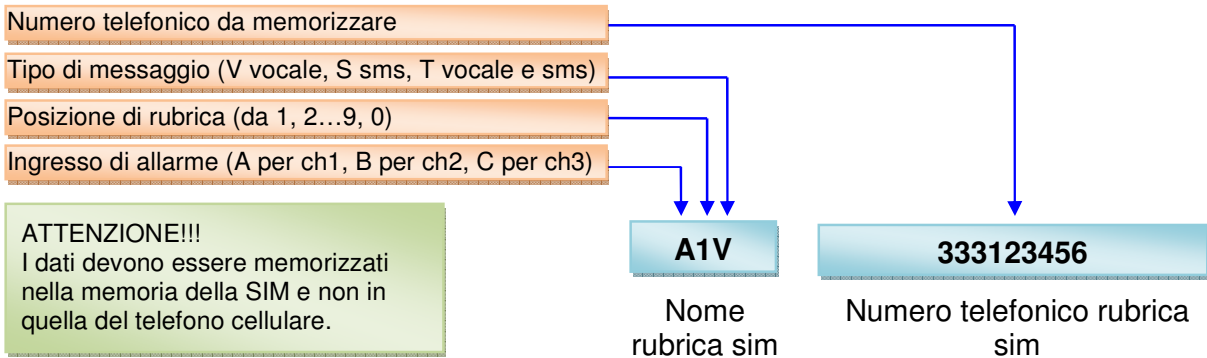 Numero telefonico da memorizzare
Tipo di messaggio (V vocale, S sms, T vocale e sms)
Posizione di rubrica (da 1, 2…9, 0)
Ingresso di allarme (A per ch1, B per ch2, C per ch3)
ATTENZIONE!!!
I dati devono essere memorizzati
nella memoria della SIM e non in
quella del telefono cellulare.
A1V
Nome
rubrica sim
333123456
Numero telefonico rubrica
sim